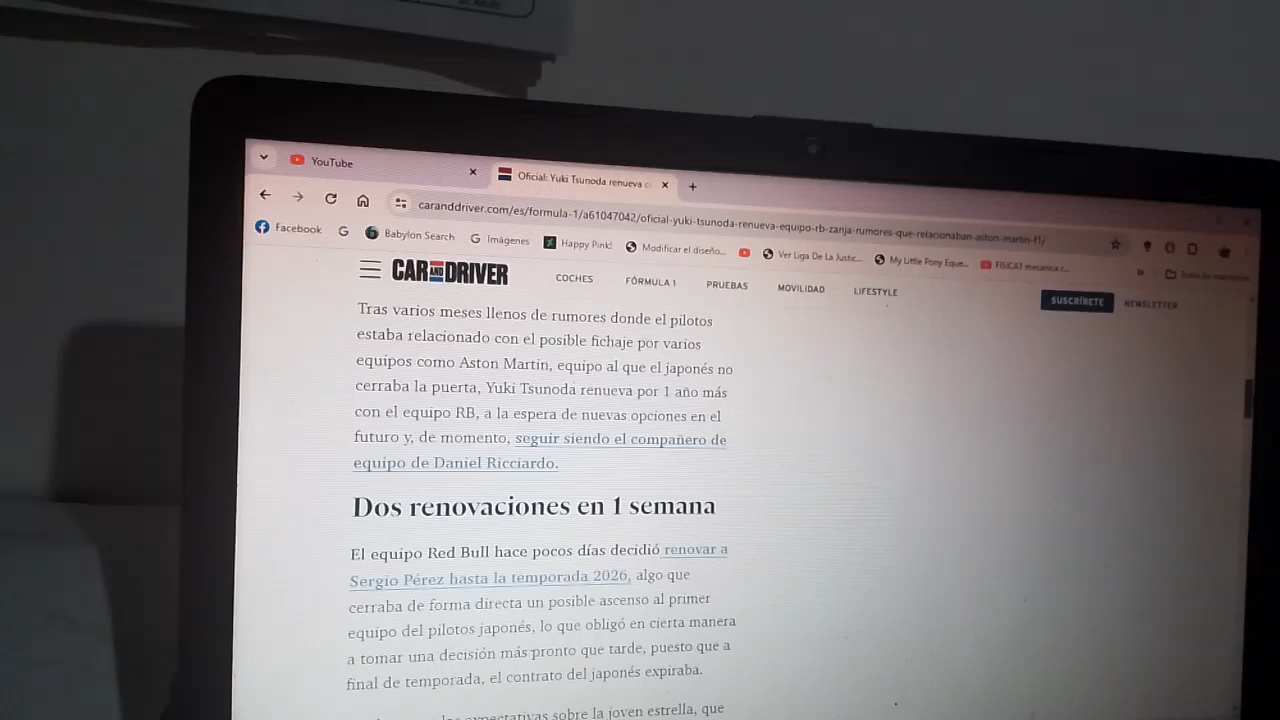 YouTube
Oficial: Yuki Tsunoda renueva c
caranddriver.com/es/formula-1/a61047042/oficial-yuki-tsunoda-renueva-equipo-rb-zanja-rumores-que-relacionaban-aston-martin-f1/
Facebook Babylon Search Imágenes Happy Pink! Modificar el diseño... Ver Liga De La Justic... My Little Pony Eque... FISICA1 mecanica c... »
CAR AND DRIVER COCHES FÓRMULA 1 PRUEBAS MOVILIDAD LIFESTYLE SUSCRÍBETE NEWSLETTER
Tras varios meses llenos de rumores donde el pilotos
estaba relacionado con el posible fichaje por varios
equipos como Aston Martin, equipo al que el japonés no
cerraba la puerta, Yuki Tsunoda renueva por 1 año más
con el equipo RB, a la espera de nuevas opciones en el
futuro y, de momento, seguir siendo el compañero de
equipo de Daniel Ricciardo.
Dos renovaciones en 1 semana
El equipo Red Bull hace pocos días decidió renovar a
Sergio Pérez hasta la temporada 2026, algo que
cerraba de forma directa un posible ascenso al primer
equipo del pilotos japonés, lo que obligó en cierta manera
a tomar una decisión más pronto que tarde, puesto que a
final de temporada, el contrato del japonés expiraba.
expectativas sobre la joven estrella, que